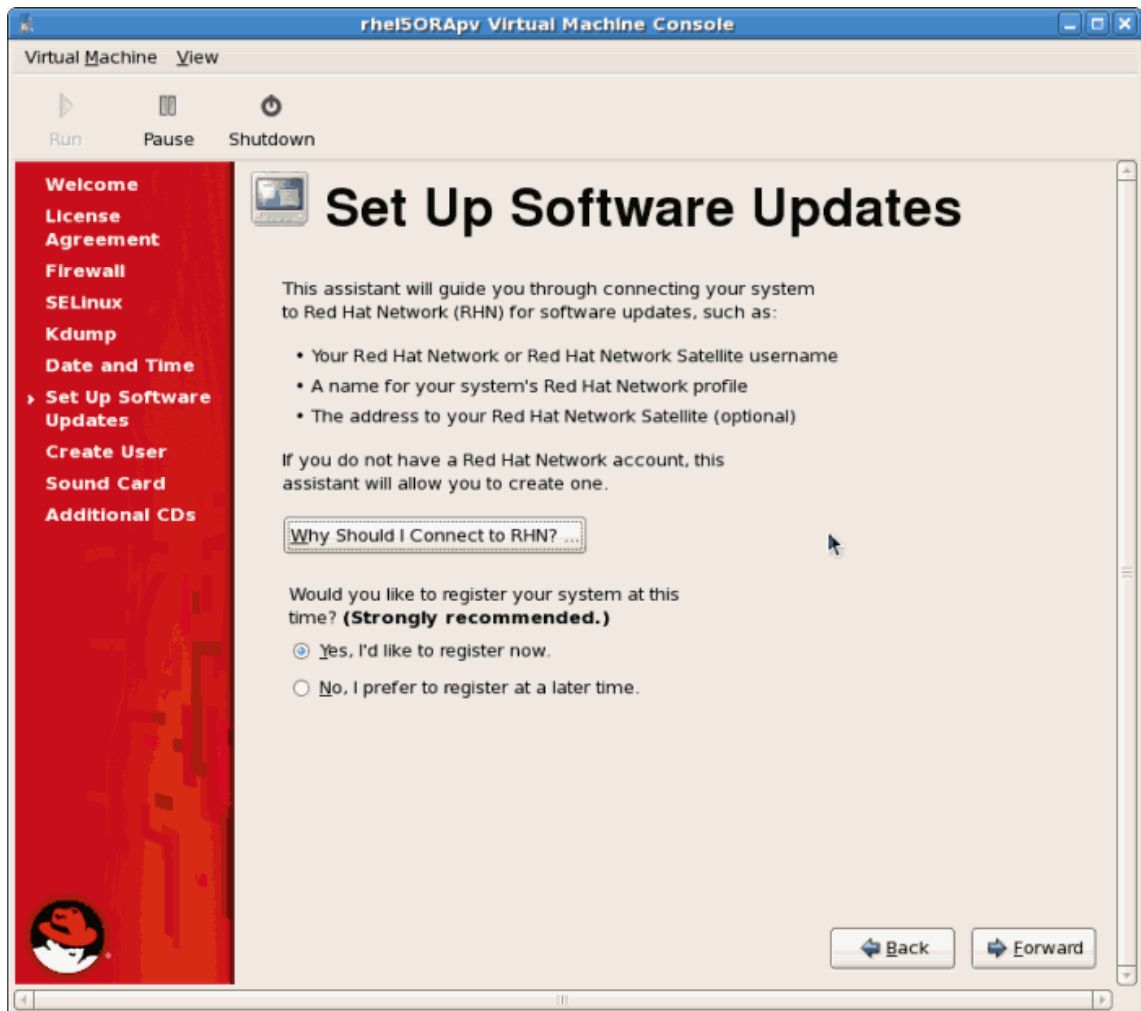 rhel5ORApv Virtual Machine Console
Virtual Machine View
Run Pause Shutdown
Welcome
License
Agreement
Firewall
SELinux
Kdump
Date and Time
Set Up Software
Updates
Create User
Sound Card
Additional CDs
Set Up Software Updates
This assistant will guide you through connecting your system
to Red Hat Network (RHN) for software updates, such as:
• Your Red Hat Network or Red Hat Network Satellite username
• A name for your system's Red Hat Network profile
• The address to your Red Hat Network Satellite (optional)
If you do not have a Red Hat Network account, this
assistant will allow you to create one.
Why Should I Connect to RHN? ...
Would you like to register your system at this
time? (Strongly recommended.)
Yes, I'd like to register now.
No, I prefer to register at a later time.
Back Forward